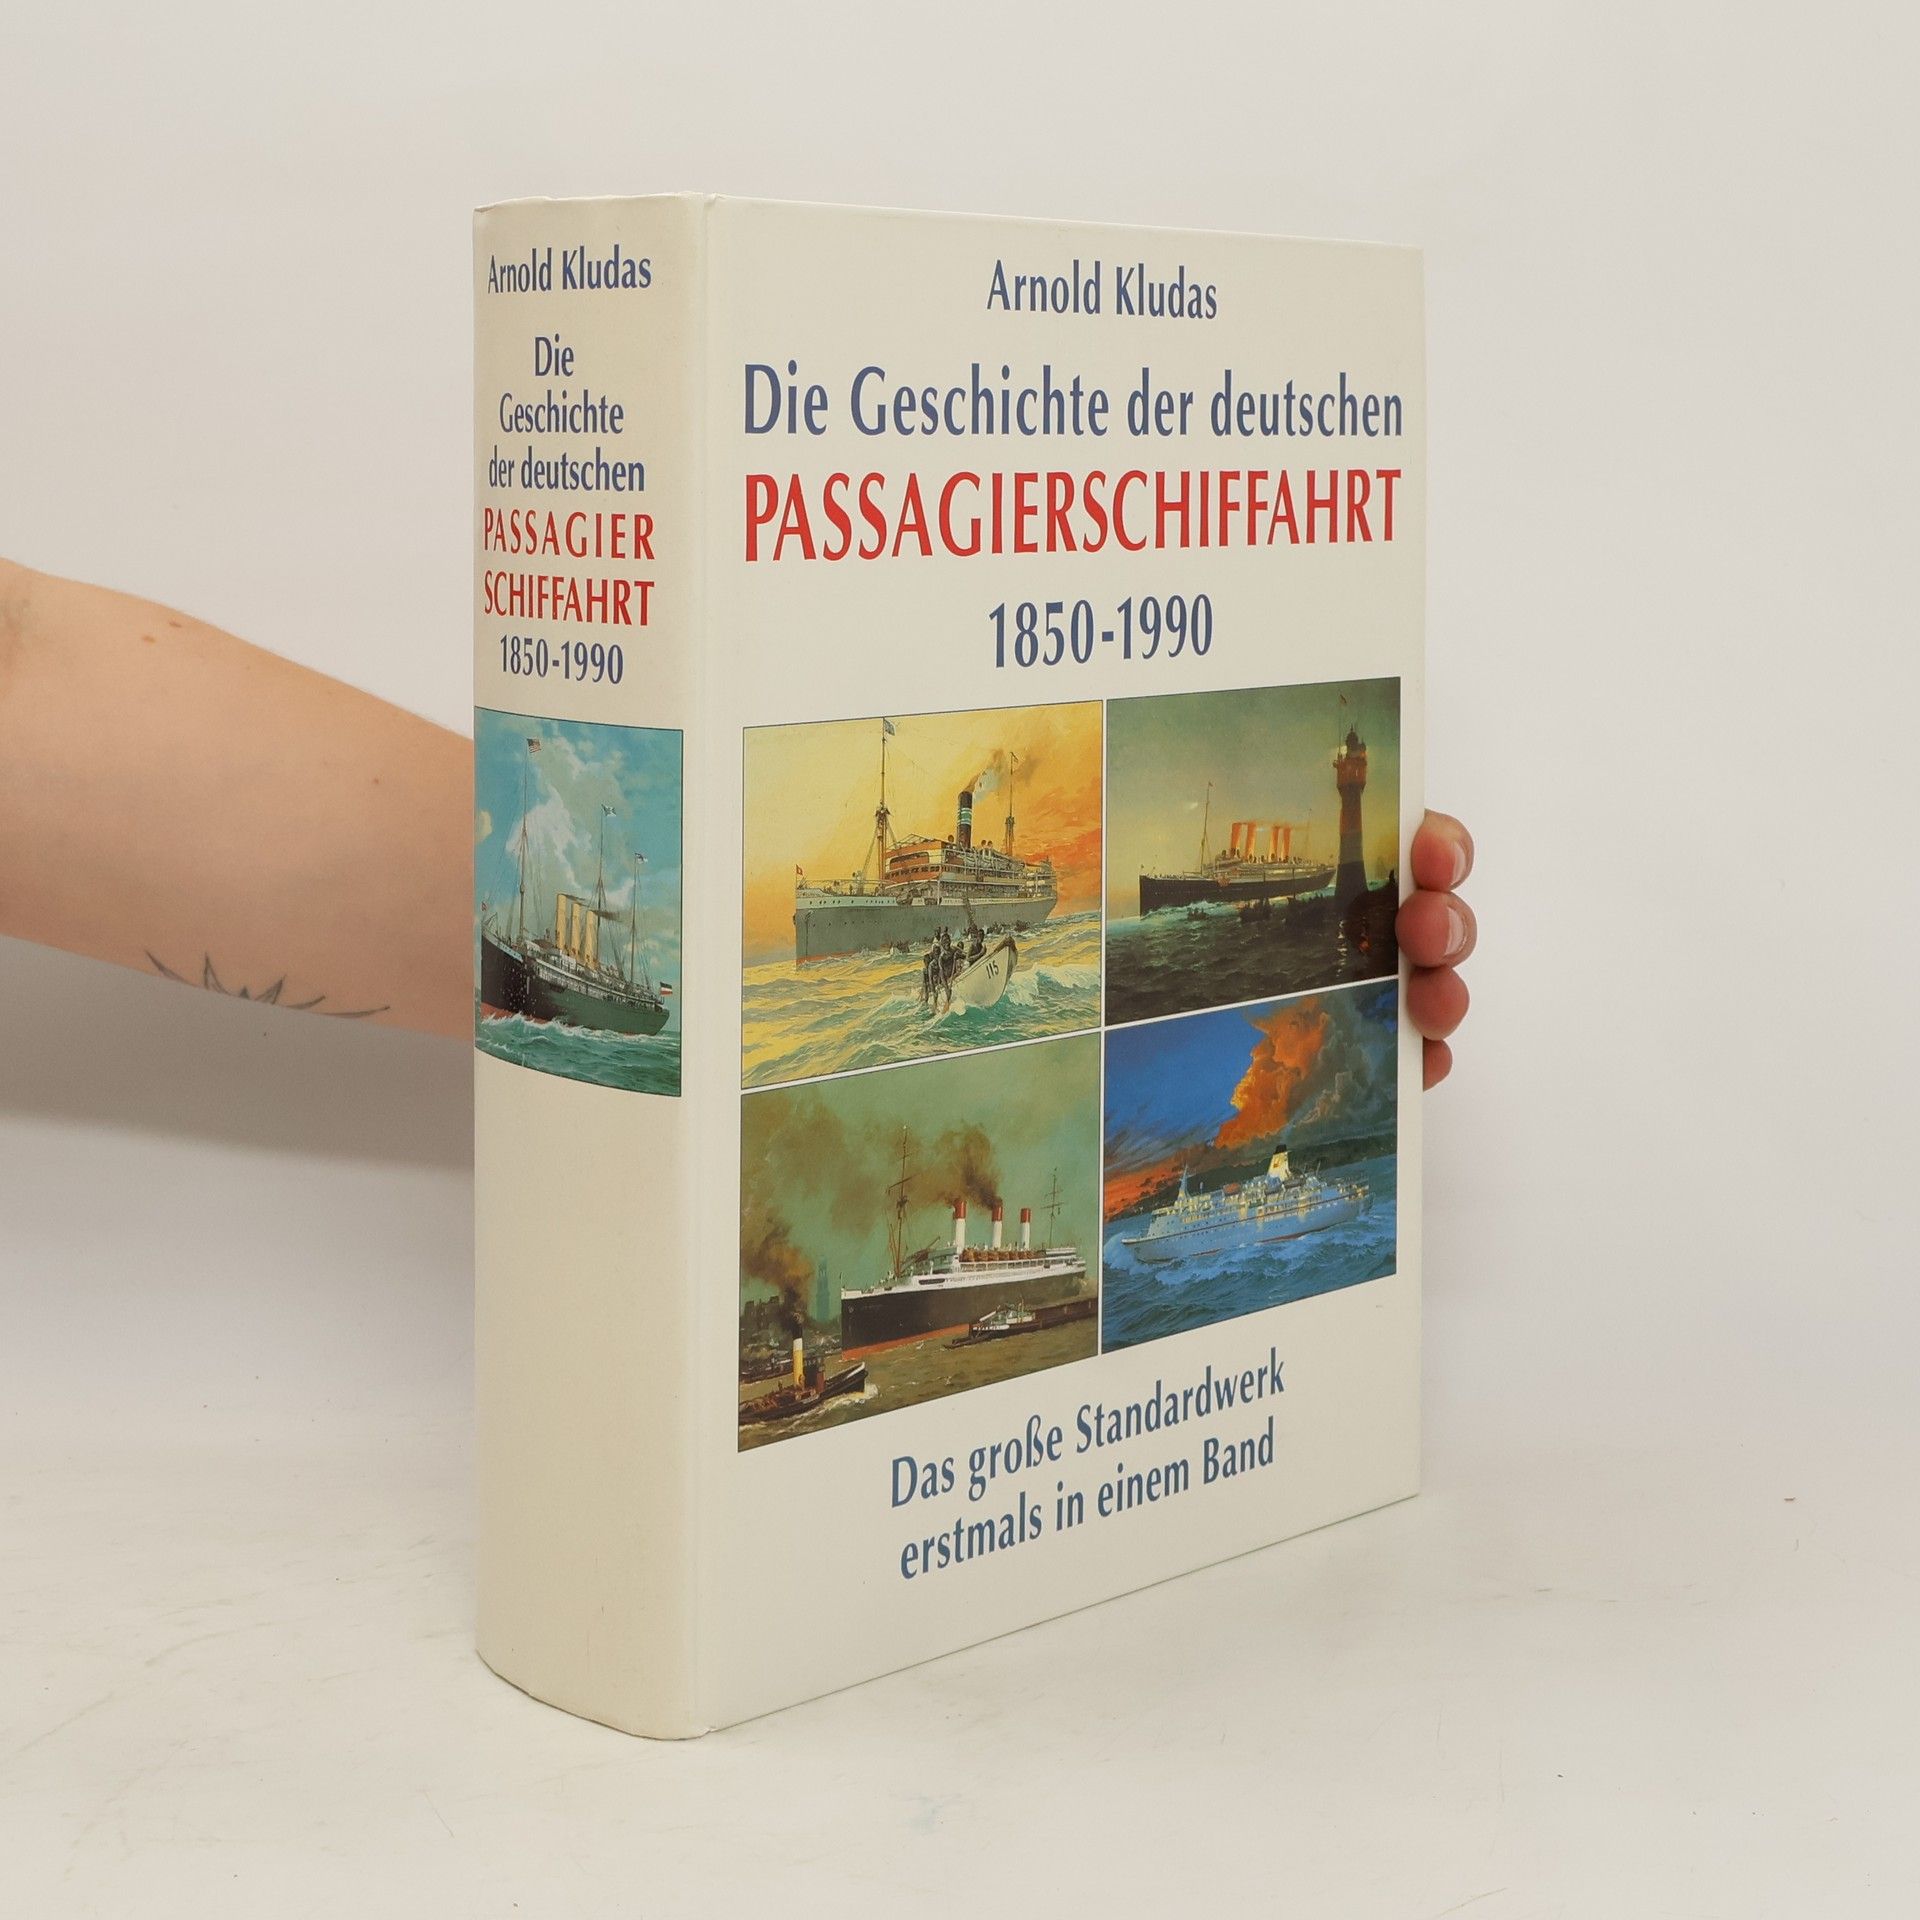 Arnold Kludas
Die
Geschichte
der deutschen
PASSAGIER
SCHIFFAHRT
1850-1990
Arnold Kludas
Die Geschichte der deutschen
PASSAGIERSCHIFFAHRT
1850-1990
115
Das große Standardwerk
erstmals in einem Band